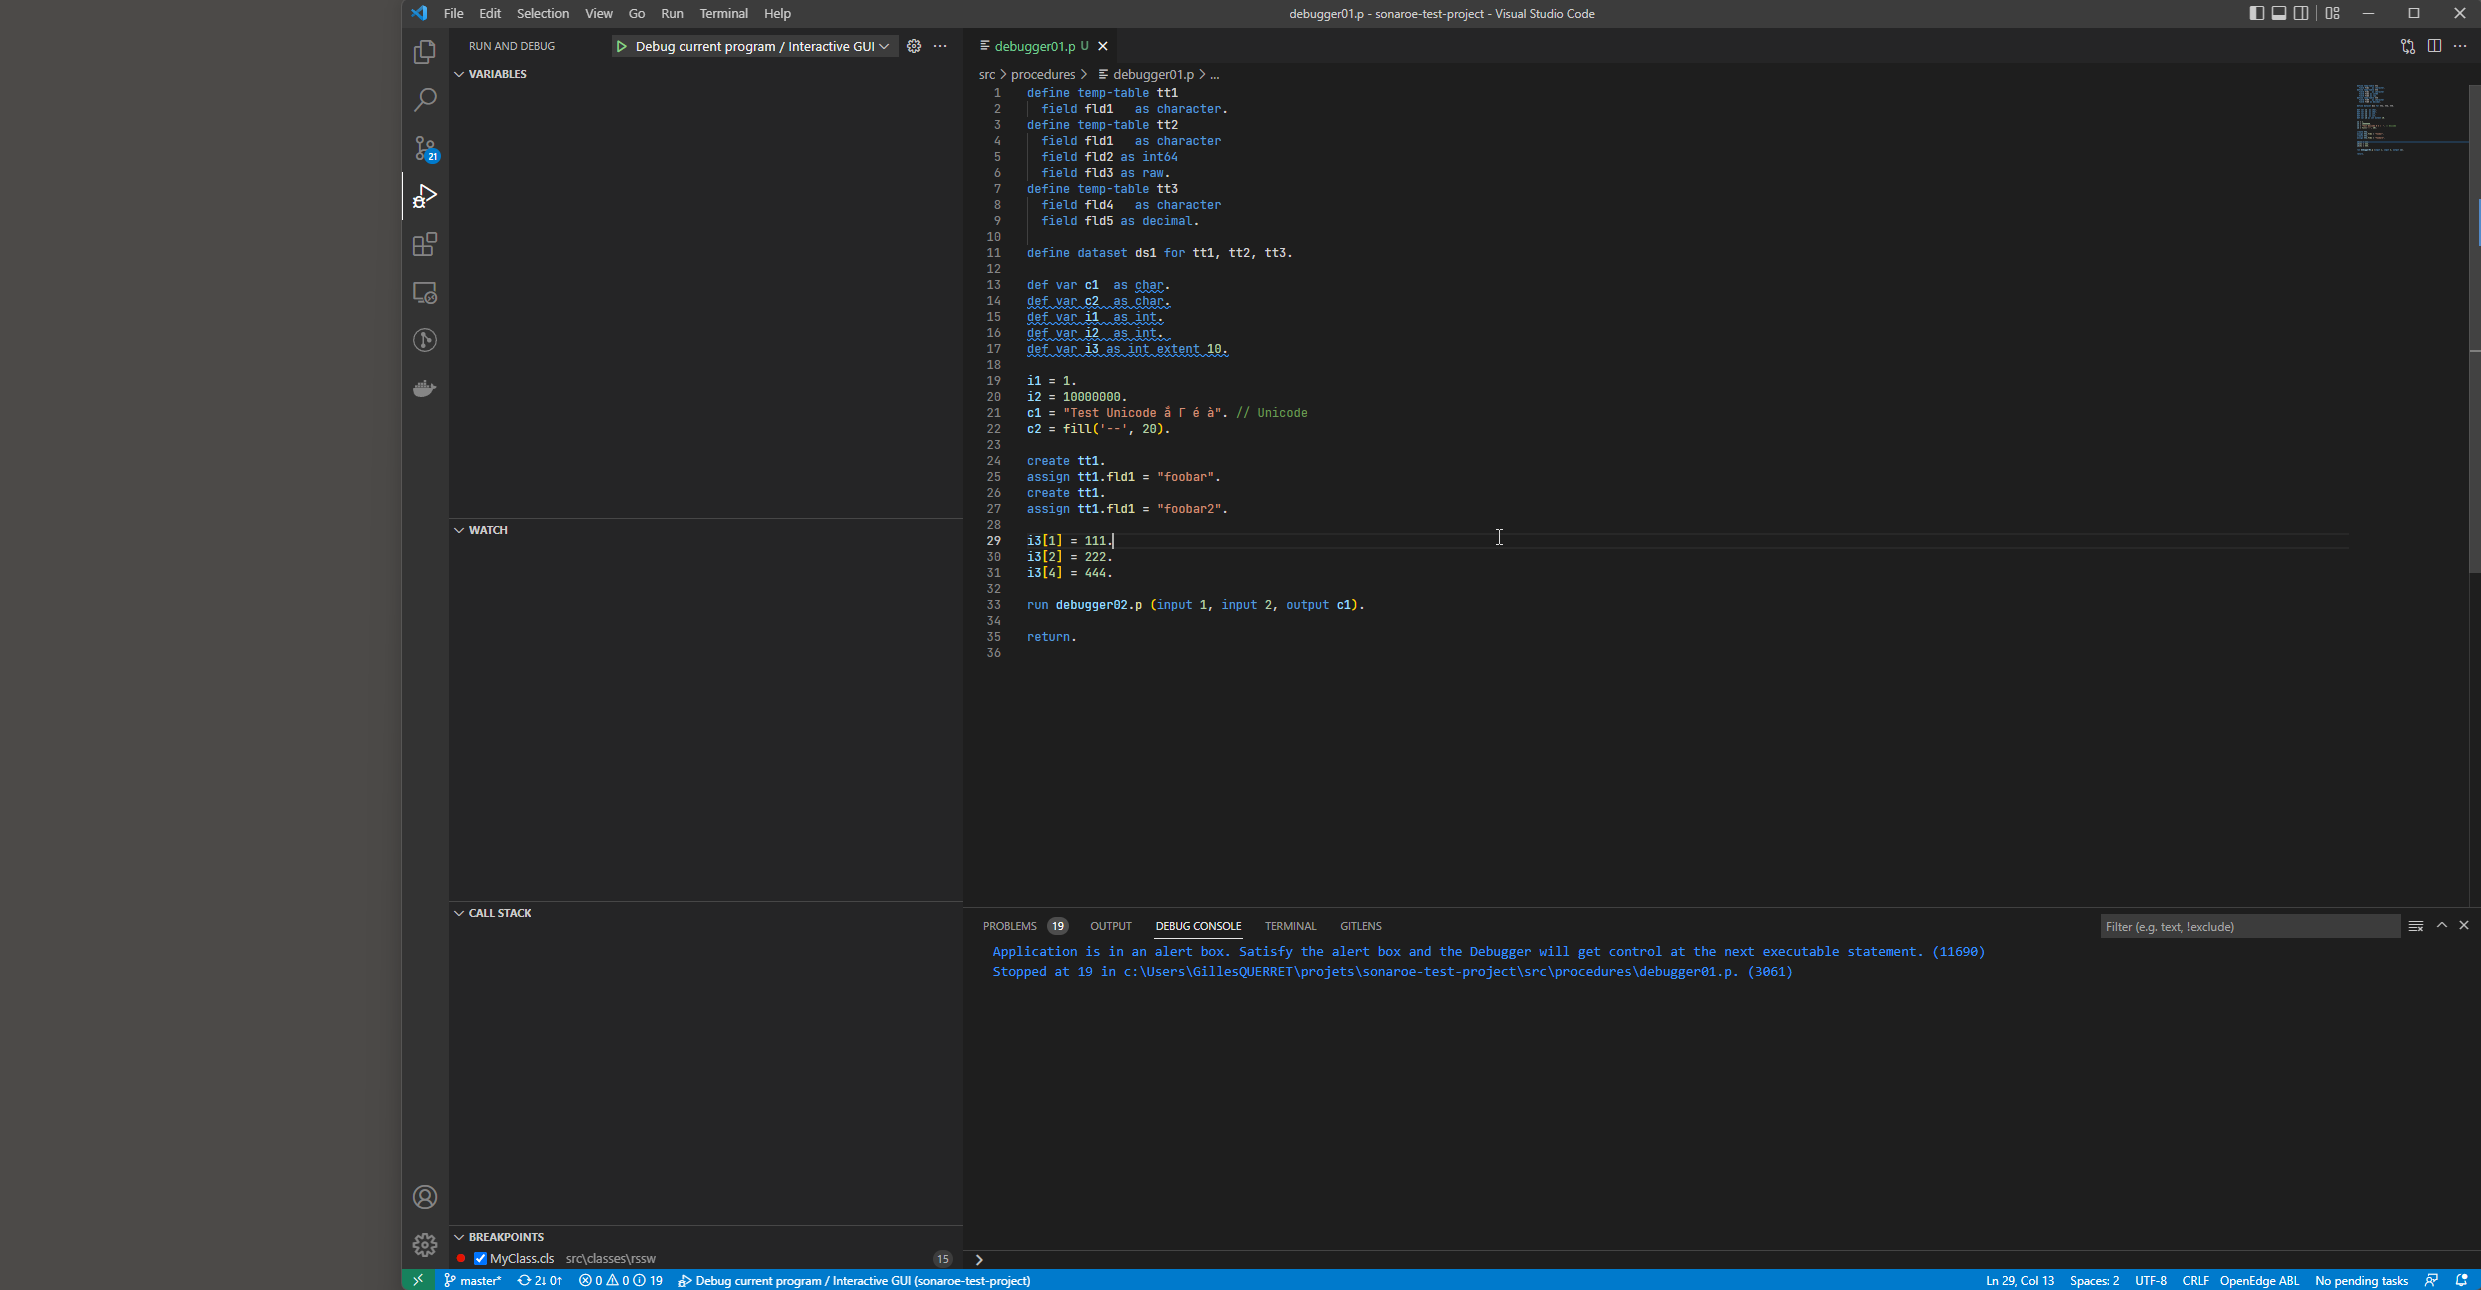 File Edit Selection View Go Run Terminal Help
debugger01.p - sonaroe-test-project - Visual Studio Code
RUN AND DEBUG
Debug current program / Interactive GUI
VARIABLES
21
WATCH
CALL STACK
BREAKPOINTS
MyClass.cls src\classes\rssw 15
debugger01.p U
src > procedures > debugger01.p > ...
1 define temp-table tt1
2 field fld1 as character.
3 define temp-table tt2
4 field fld1 as character
5 field fld2 as int64
6 field fld3 as raw.
7 define temp-table tt3
8 field fld4 as character
9 field fld5 as decimal.
10
11 define dataset ds1 for tt1, tt2, tt3.
12
13 def var c1 as char.
14 def var c2 as char.
15 def var i1 as int.
16 def var i2 as int.
17 def var i3 as int extent 10.
18
19 i1 = 1.
20 i2 = 10000000.
21 c1 = "Test Unicode ắ Γ é à". // Unicode
22 c2 = fill('--', 20).
23
24 create tt1.
25 assign tt1.fld1 = "foobar".
26 create tt1.
27 assign tt1.fld1 = "foobar2".
28
29 i3[1] = 111.
30 i3[2] = 222.
31 i3[4] = 444.
32
33 run debugger02.p (input 1, input 2, output c1).
34
35 return.
36
PROBLEMS 19 OUTPUT DEBUG CONSOLE TERMINAL GITLENS
Filter (e.g. text, !exclude)
Application is in an alert box. Satisfy the alert box and the Debugger will get control at the next executable statement. (11690)
Stopped at 19 in c:\Users\GillesQUERRET\projets\sonaroe-test-project\src\procedures\debugger01.p. (3061)
master* 2↓ 0↑ 0 0 19 Debug current program / Interactive GUI (sonaroe-test-project)
Ln 29, Col 13 Spaces: 2 UTF-8 CRLF OpenEdge ABL No pending tasks